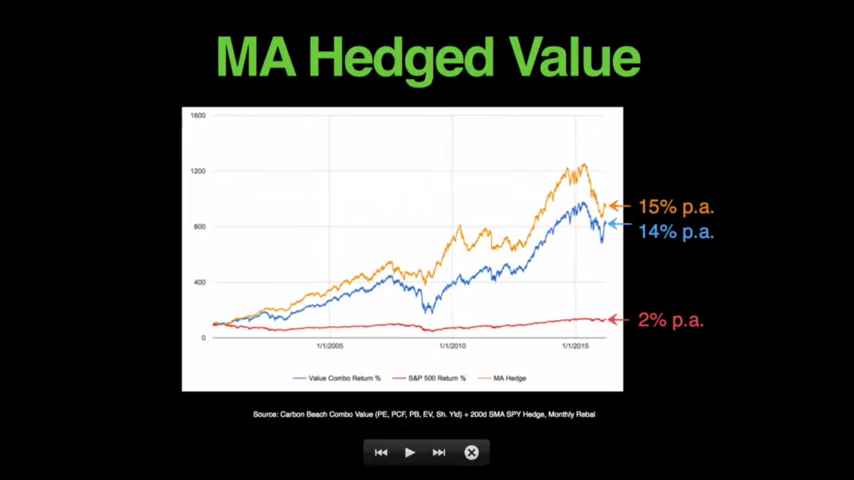 MA Hedged Value
1600
1200
800
400
0
1/1/2005
1/1/2010
1/1/2015
15% p.a.
14% p.a.
2% p.a.
Value Combo Return %
S&P 500 Return %
MA Hedge
Source: Carbon Beach Combo Value (PE, PCF, PB, EV, Sh. Yld) + 200d SMA SPY Hedge, Monthly Rebal